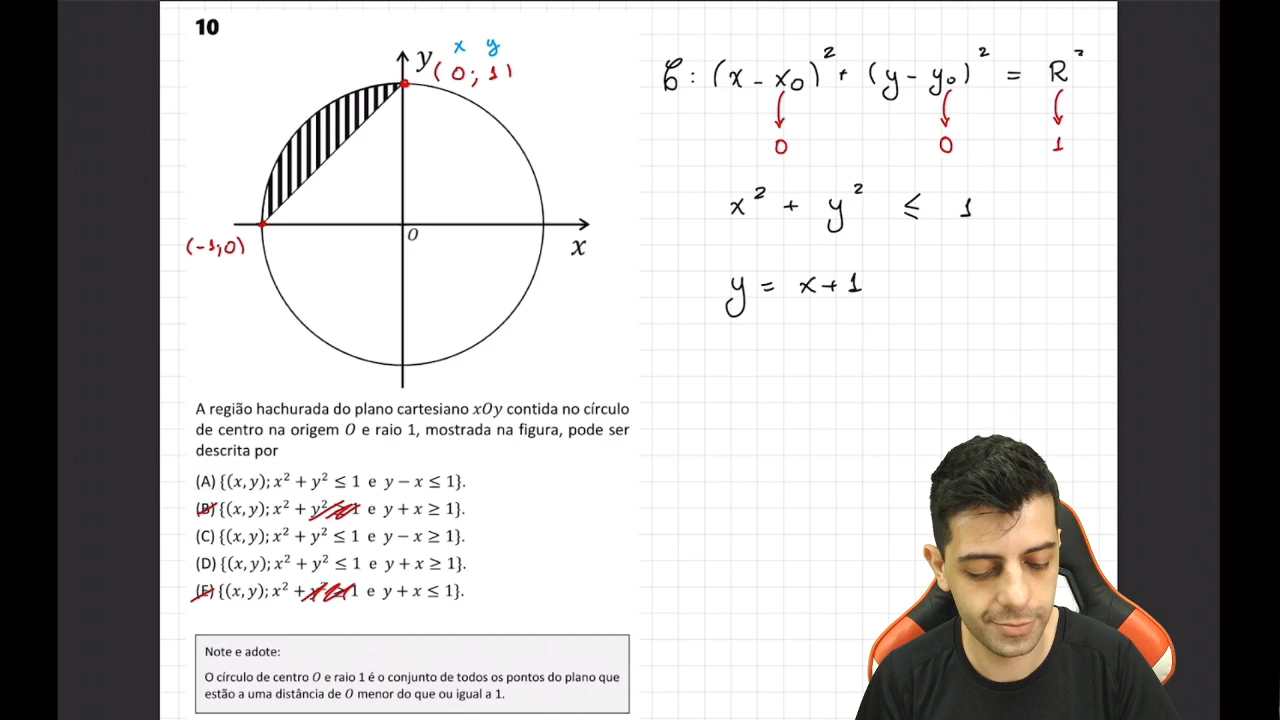 10
x y
y (0; 1)
O
x
(-1; 0)
A região hachurada do plano cartesiano xOy contida no círculo
de centro na origem O e raio 1, mostrada na figura, pode ser
descrita por
(A) {(x, y); x² + y² ≤ 1 e y − x ≤ 1}.
(B) {(x, y); x² + y² ≥ 1 e y + x ≥ 1}.
(C) {(x, y); x² + y² ≤ 1 e y − x ≥ 1}.
(D) {(x, y); x² + y² ≤ 1 e y + x ≥ 1}.
(E) {(x, y); x² + y² ≥ 1 e y + x ≤ 1}.
Note e adote:
O círculo de centro O e raio 1 é o conjunto de todos os pontos do plano que
estão a uma distância de O menor do que ou igual a 1.
C : (x − x₀)² + (y − y₀)² = R²
0 0 1
x² + y² ≤ 1
y = x + 1